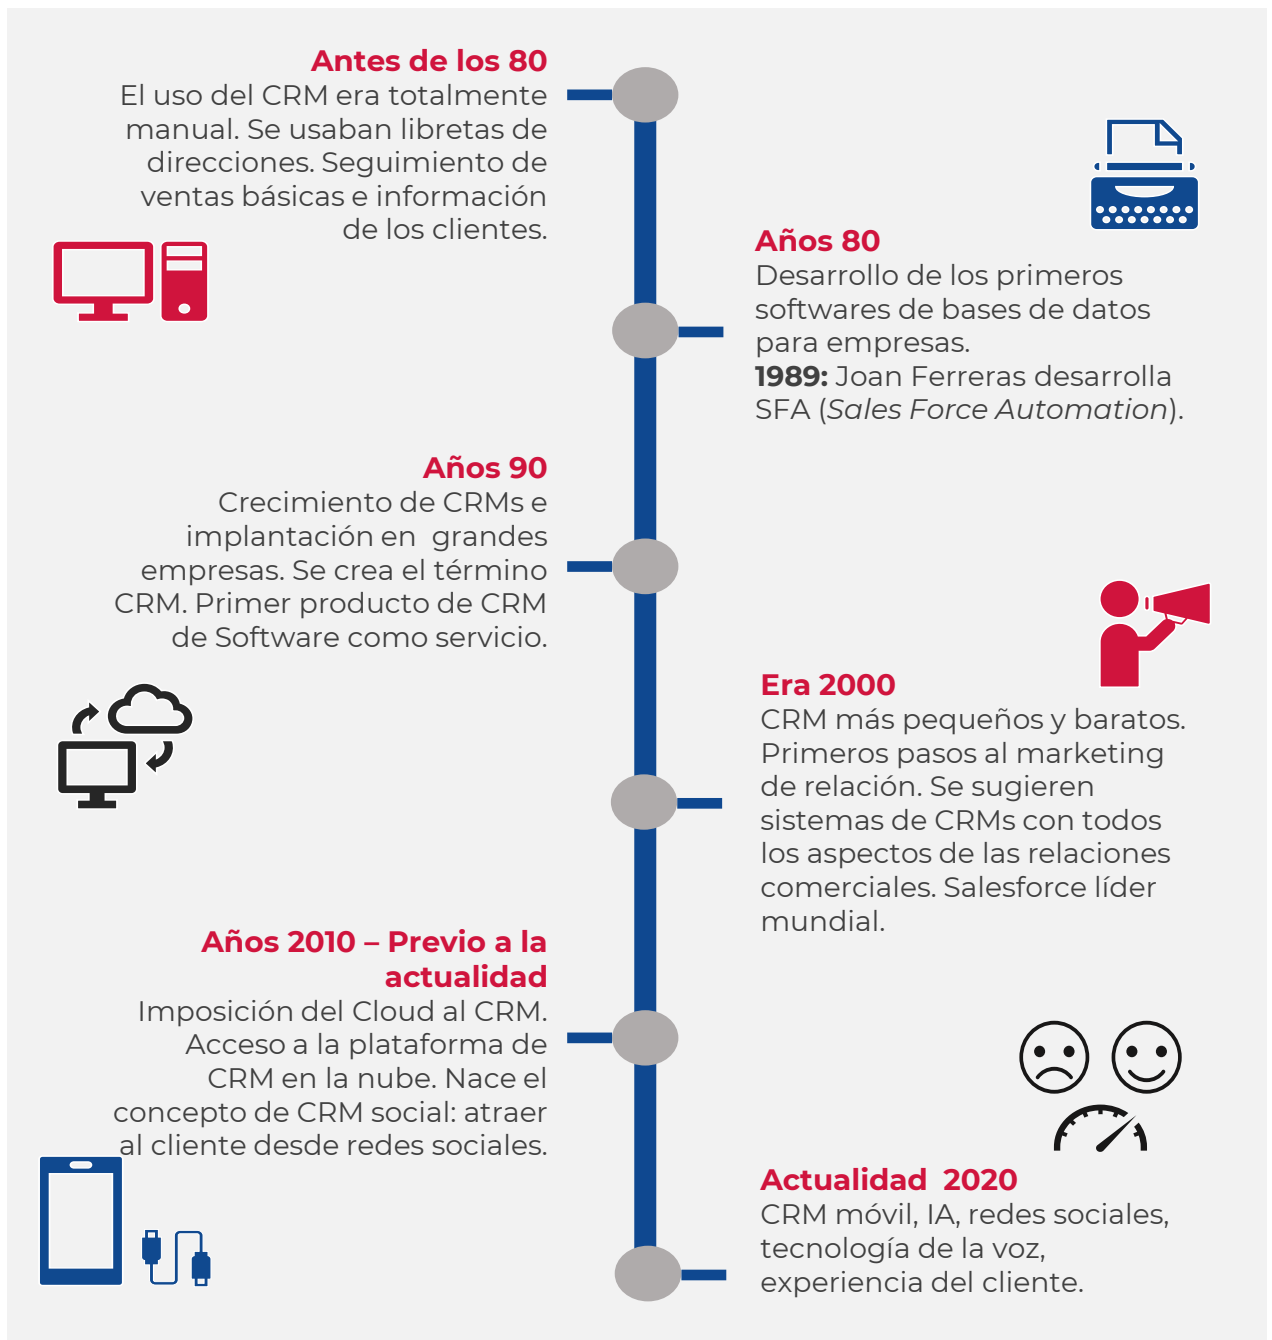 Antes de los 80
El uso del CRM era totalmente
manual. Se usaban libretas de
direcciones. Seguimiento de
ventas básicas e información
de los clientes.
Años 80
Desarrollo de los primeros
softwares de bases de datos
para empresas.
1989: Joan Ferreras desarrolla
SFA (Sales Force Automation).
Años 90
Crecimiento de CRMs e
implantación en grandes
empresas. Se crea el término
CRM. Primer producto de CRM
de Software como servicio.
Era 2000
CRM más pequeños y baratos.
Primeros pasos al marketing
de relación. Se sugieren
sistemas de CRMs con todos
los aspectos de las relaciones
comerciales. Salesforce líder
mundial.
Años 2010 – Previo a la
actualidad
Imposición del Cloud al CRM.
Acceso a la plataforma de
CRM en la nube. Nace el
concepto de CRM social: atraer
al cliente desde redes sociales.
Actualidad 2020
CRM móvil, IA, redes sociales,
tecnología de la voz,
experiencia del cliente.